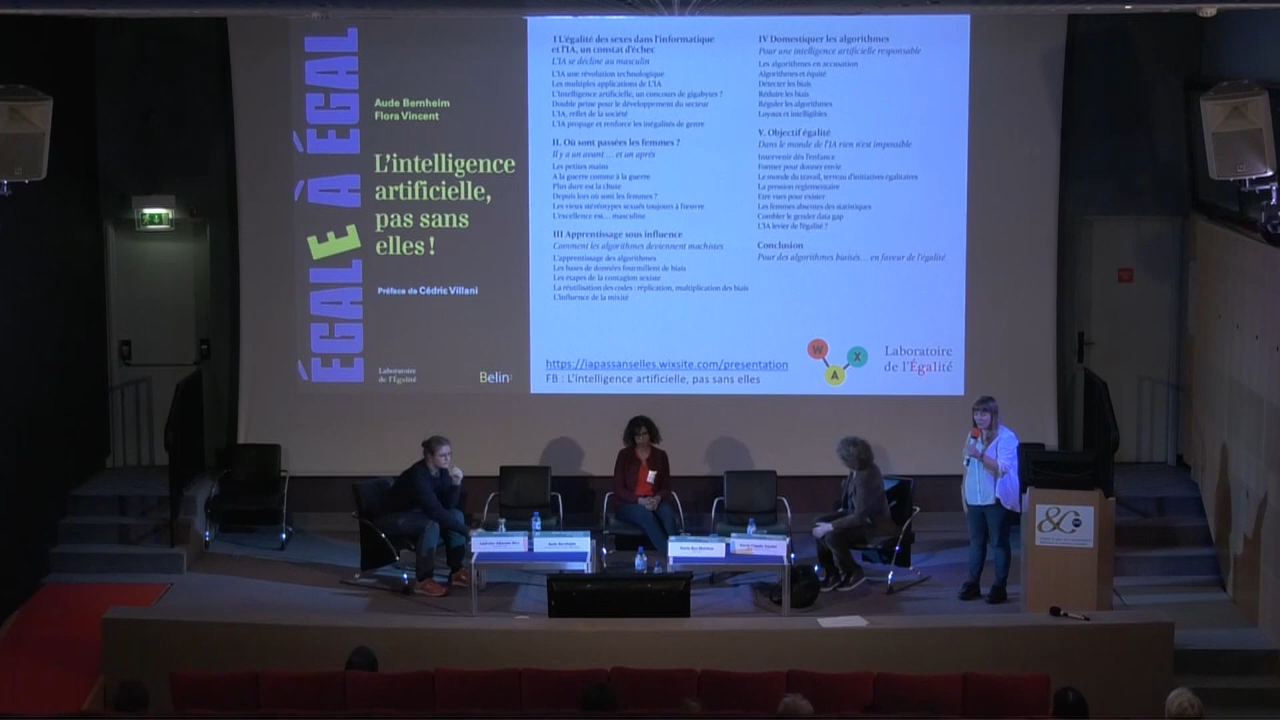 ÉGALE À ÉGAL
Aude Bernheim
Flora Vincent
L'intelligence
artificielle,
pas sans
elles !
Préface de Cédric Villani
Laboratoire
de l'Égalité
Belin:
I L'égalité des sexes dans l'informatique
et l'IA, un constat d'échec
L'IA se décline au masculin
L'IA une révolution technologique
Les multiples applications de L'IA
L'intelligence artificielle, un concours de gigabytes ?
Double peine pour le développement du secteur
L'IA, reflet de la société
L'IA propage et renforce les inégalités de genre
II. Où sont passées les femmes ?
Il y a un avant … et un après
Les petites mains
A la guerre comme à la guerre
Plus dure est la chute
Depuis lors où sont les femmes ?
Les vieux stéréotypes sexués toujours à l'œuvre
L'excellence est… masculine
III Apprentissage sous influence
Comment les algorithmes deviennent machistes
L'apprentissage des algorithmes
Les bases de données fourmillent de biais
Les étapes de la contagion sexiste
La réutilisation des codes : réplication, multiplication des biais
L'influence de la mixité
IV Domestiquer les algorithmes
Pour une intelligence artificielle responsable
Les algorithmes en accusation
Algorithmes et équité
Détecter les biais
Réduire les biais
Réguler les algorithmes
Loyaux et intelligibles
V. Objectif égalité
Dans le monde de l'IA rien n'est impossible
Intervenir dès l'enfance
Former pour donner envie
Le monde du travail, terreau d'initiatives égalitaires
La pression réglementaire
Etre vues pour exister
Les femmes absentes des statistiques
Combler le gender data gap
L'IA levier de l'égalité ?
Conclusion
Pour des algorithmes biaisés… en faveur de l'égalité
https://iapassanselles.wixsite.com/presentation
FB : L'intelligence artificielle, pas sans elles
W A X
Laboratoire
de l'Égalité